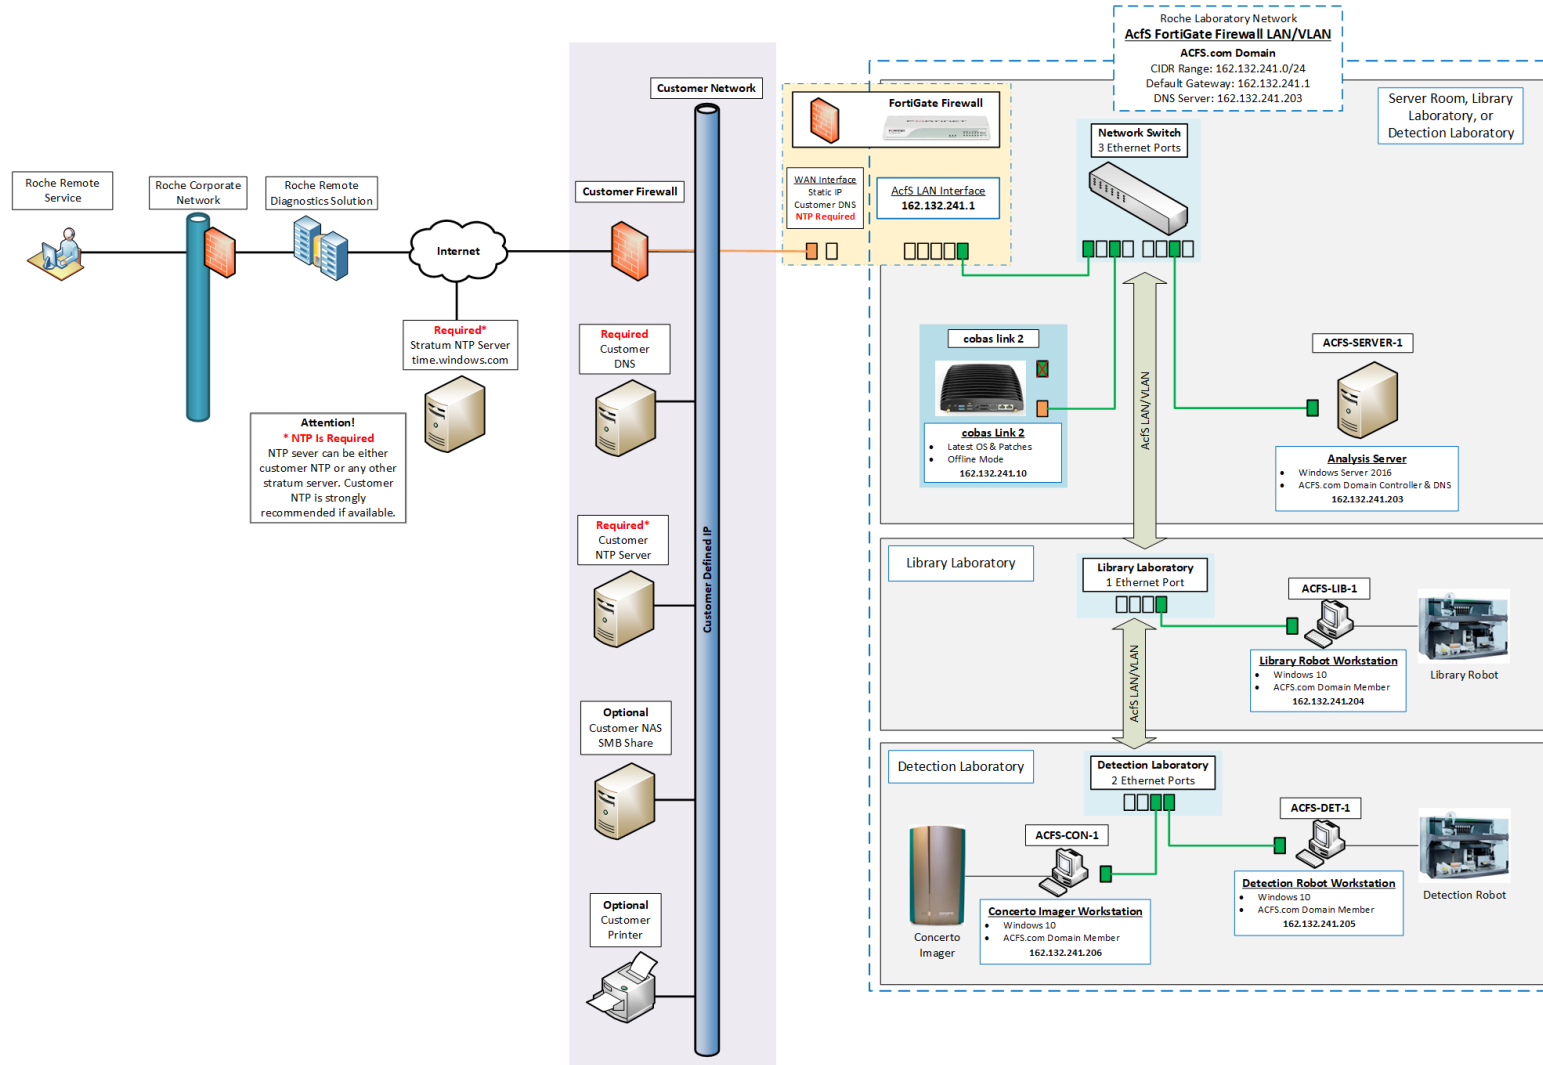 Roche Laboratory Network
AcfS FortiGate Firewall LAN/VLAN
ACFS.com Domain
CIDR Range: 162.132.241.0/24
Default Gateway: 162.132.241.1
DNS Server: 162.132.241.203
Server Room, Library
Laboratory, or
Detection Laboratory
Customer Network
FortiGate Firewall
FORTINET
Network Switch
3 Ethernet Ports
Roche Remote
Service
Roche Corporate
Network
Roche Remote
Diagnostics Solution
Customer Firewall
WAN Interface
Static IP
Customer DNS
NTP Required
AcfS LAN Interface
162.132.241.1
Internet
Required*
Stratum NTP Server
time.windows.com
Attention!
* NTP Is Required
NTP sever can be either
customer NTP or any other
stratum server. Customer
NTP is strongly
recommended if available.
Required
Customer
DNS
Required*
Customer
NTP Server
Optional
Customer NAS
SMB Share
Optional
Customer
Printer
Customer Defined IP
cobas link 2
cobas Link 2
• Latest OS & Patches
• Offline Mode
162.132.241.10
AcfS LAN/VLAN
ACFS-SERVER-1
Analysis Server
• Windows Server 2016
• ACFS.com Domain Controller & DNS
162.132.241.203
Library Laboratory
Library Laboratory
1 Ethernet Port
ACFS-LIB-1
Library Robot Workstation
• Windows 10
• ACFS.com Domain Member
162.132.241.204
Library Robot
AcfS LAN/VLAN
Detection Laboratory
Detection Laboratory
2 Ethernet Ports
ACFS-CON-1
Concerto Imager Workstation
• Windows 10
• ACFS.com Domain Member
162.132.241.206
Concerto
Imager
ACFS-DET-1
Detection Robot Workstation
• Windows 10
• ACFS.com Domain Member
162.132.241.205
Detection Robot